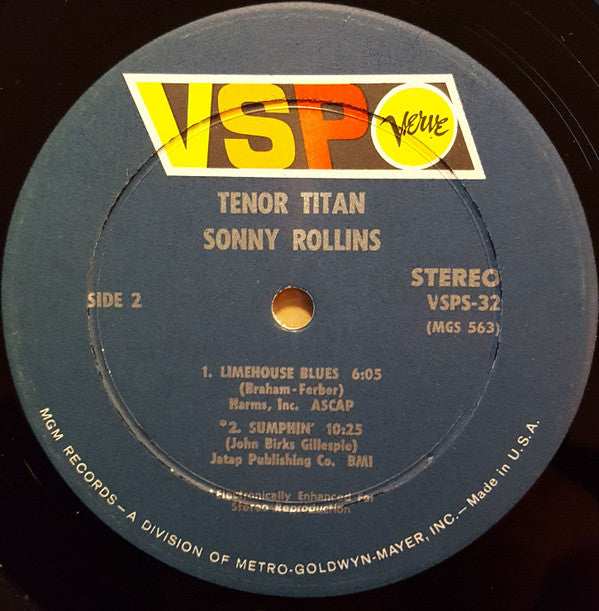 VSP Verve
TENOR TITAN
SONNY ROLLINS
STEREO
SIDE 2
VSPS-32
(MGS 563)
1. LIMEHOUSE BLUES 6:05
(Braham-Ferber)
Harms, Inc. ASCAP
*2. SUMPHIN' 10:25
(John Birks Gillespie)
Jatap Publishing Co. BMI
*Electronically Enhanced For
Stereo Reproduction
MGM RECORDS — A DIVISION OF METRO-GOLDWYN-MAYER, INC. — Made in U.S.A.